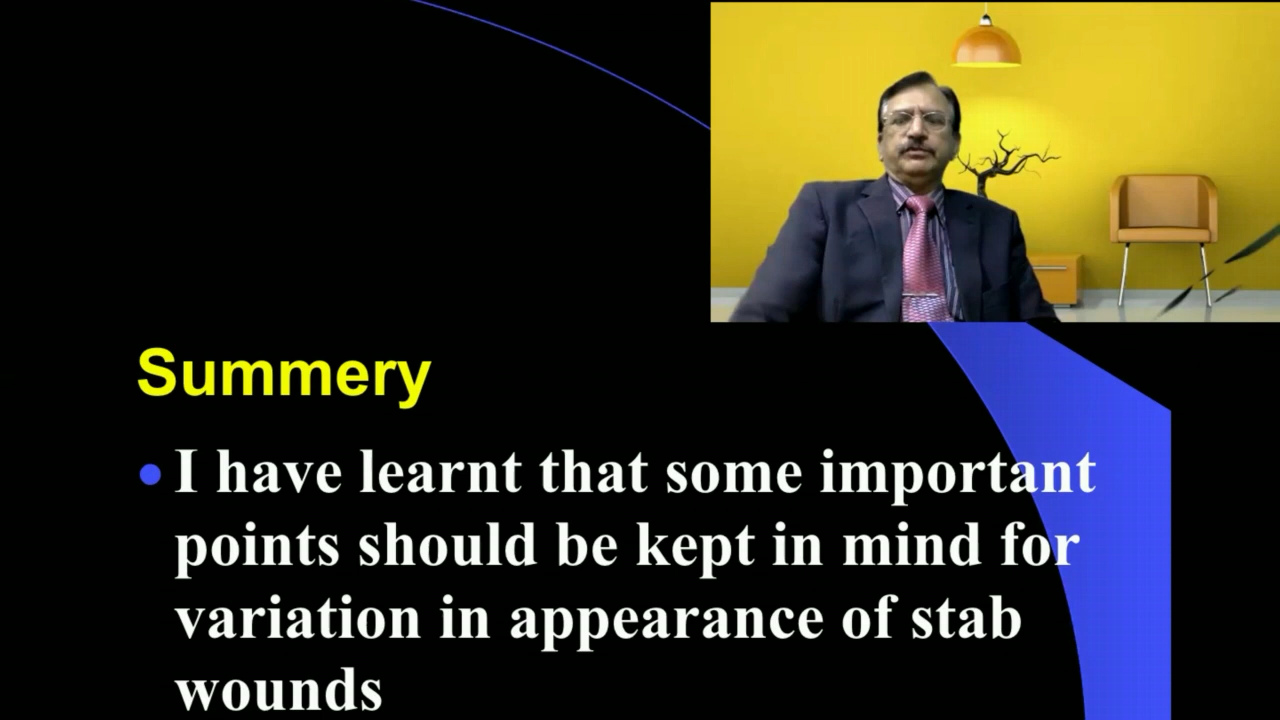 Summery
I have learnt that some important
points should be kept in mind for
variation in appearance of stab
wounds